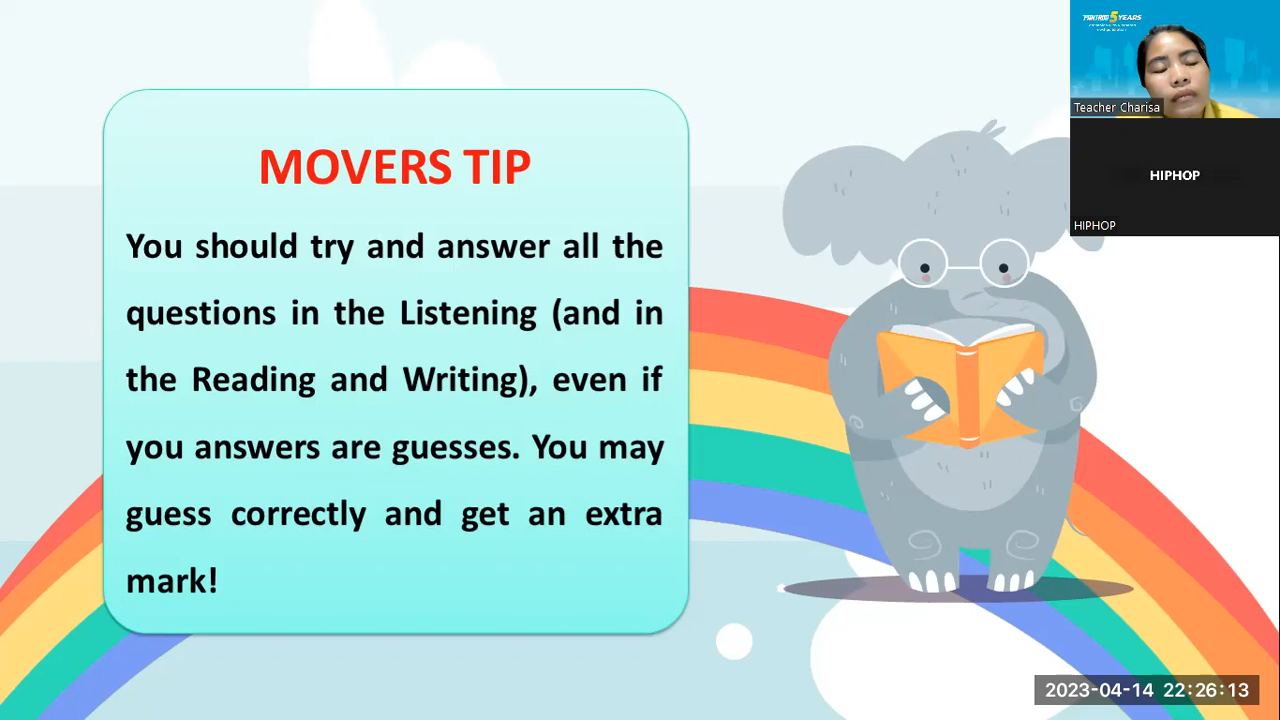 MOVERS TIP
You should try and answer all the
questions in the Listening (and in
the Reading and Writing), even if
you answers are guesses. You may
guess correctly and get an extra
mark!
5 YEARS
Teacher Charisa
HIPHOP
HIPHOP
2023-04-14 22:26:13